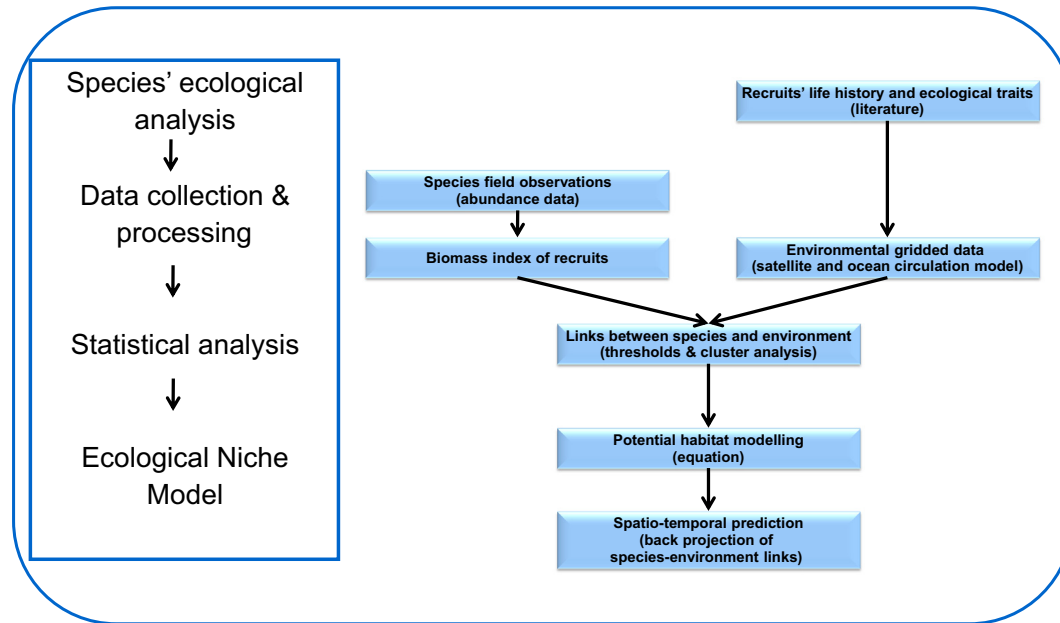 Species’ ecological
analysis
Data collection &
processing
Statistical analysis
Ecological Niche
Model
Recruits’ life history and ecological traits
(literature)
Species field observations
(abundance data)
Biomass index of recruits
Environmental gridded data
(satellite and ocean circulation model)
Links between species and environment
(thresholds & cluster analysis)
Potential habitat modelling
(equation)
Spatio-temporal prediction
(back projection of
species-environment links)